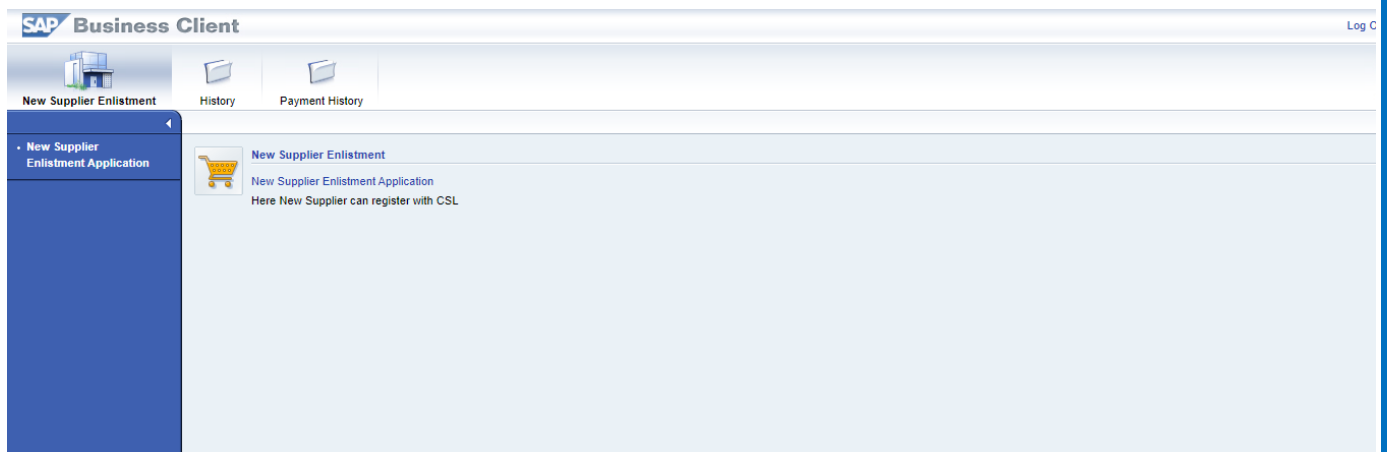 SAP Business Client
Log
New Supplier Enlistment
History
Payment History
New Supplier
Enlistment Application
New Supplier Enlistment
New Supplier Enlistment Application
Here New Supplier can register with CSL